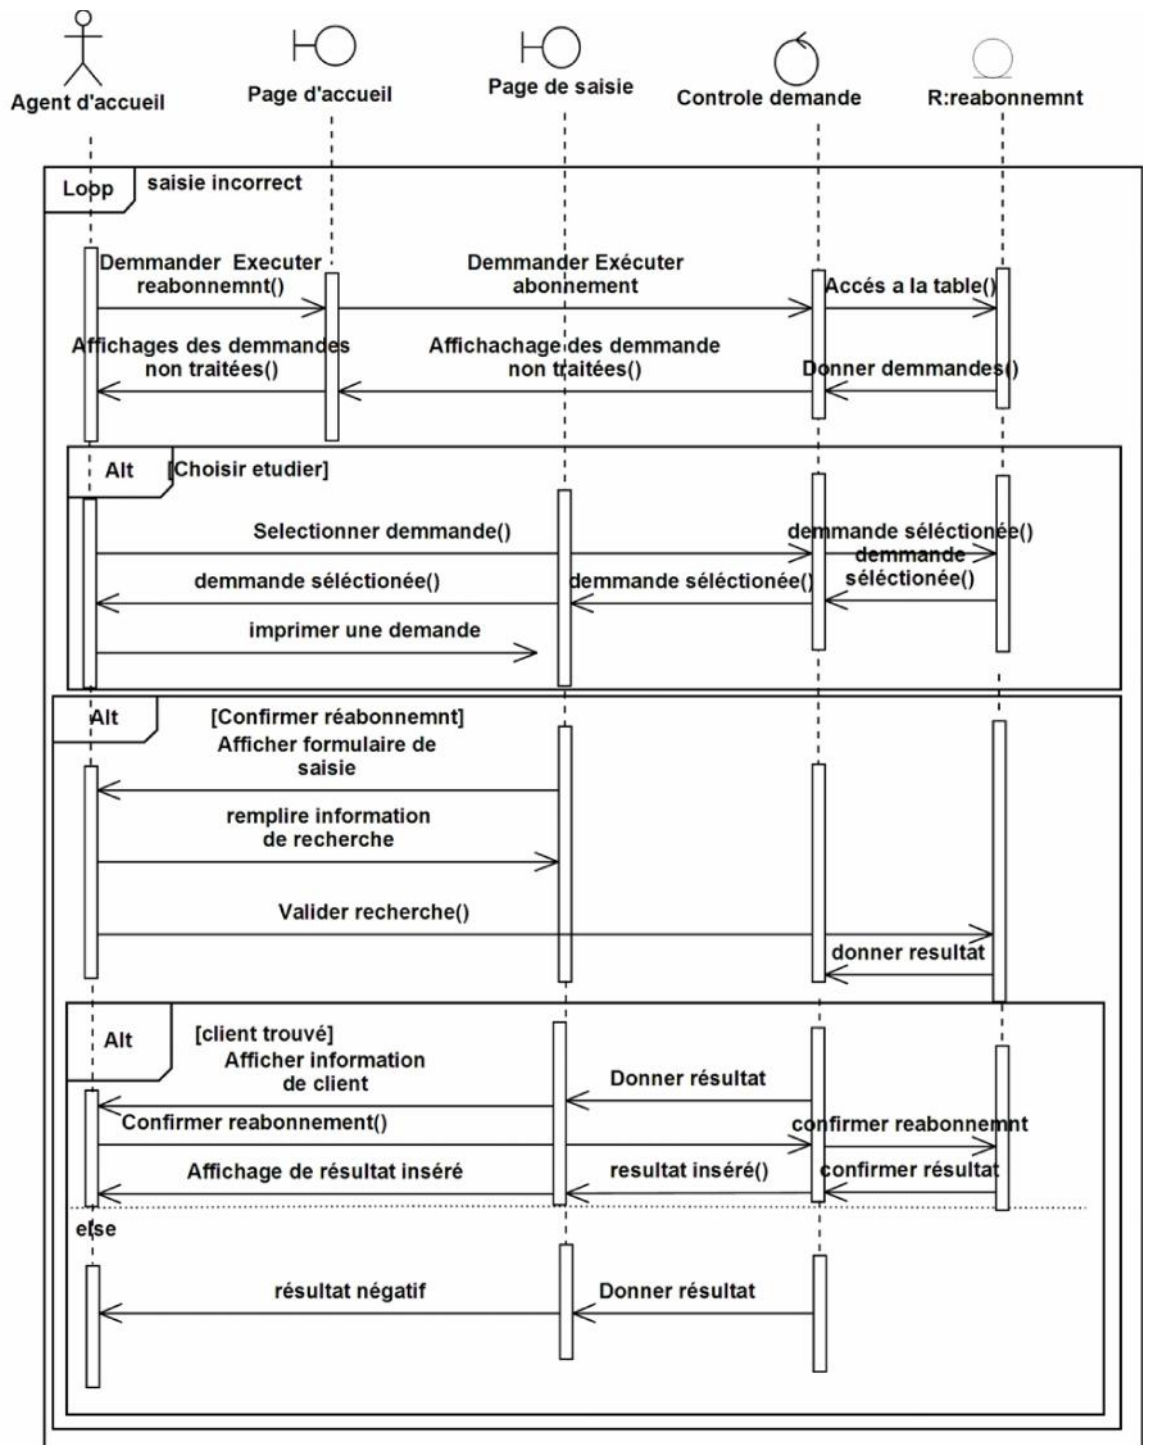 Agent d'accueil
Page d'accueil
Page de saisie
Controle demande
R:reabonnemnt
Loop
saisie incorrect
Demmander Executer
reabonnemnt()
Demmander Exécuter
abonnement
Accés a la table()
Affichages des demmandes
non traitées()
Affichachage des demmande
non traitées()
Donner demmandes()
Alt
[Choisir etudier]
Selectionner demmande()
demmande séléctionée()
demmande séléctionée()
demmande séléctionée()
demmande
séléctionée()
imprimer une demande
Alt
[Confirmer réabonnemnt]
Afficher formulaire de
saisie
remplire information
de recherche
Valider recherche()
donner resultat
Alt
[client trouvé]
Afficher information
de client
Donner résultat
Confirmer reabonnement()
confirmer reabonnemnt
Affichage de résultat inséré
resultat inséré()
confirmer résultat
else
résultat négatif
Donner résultat